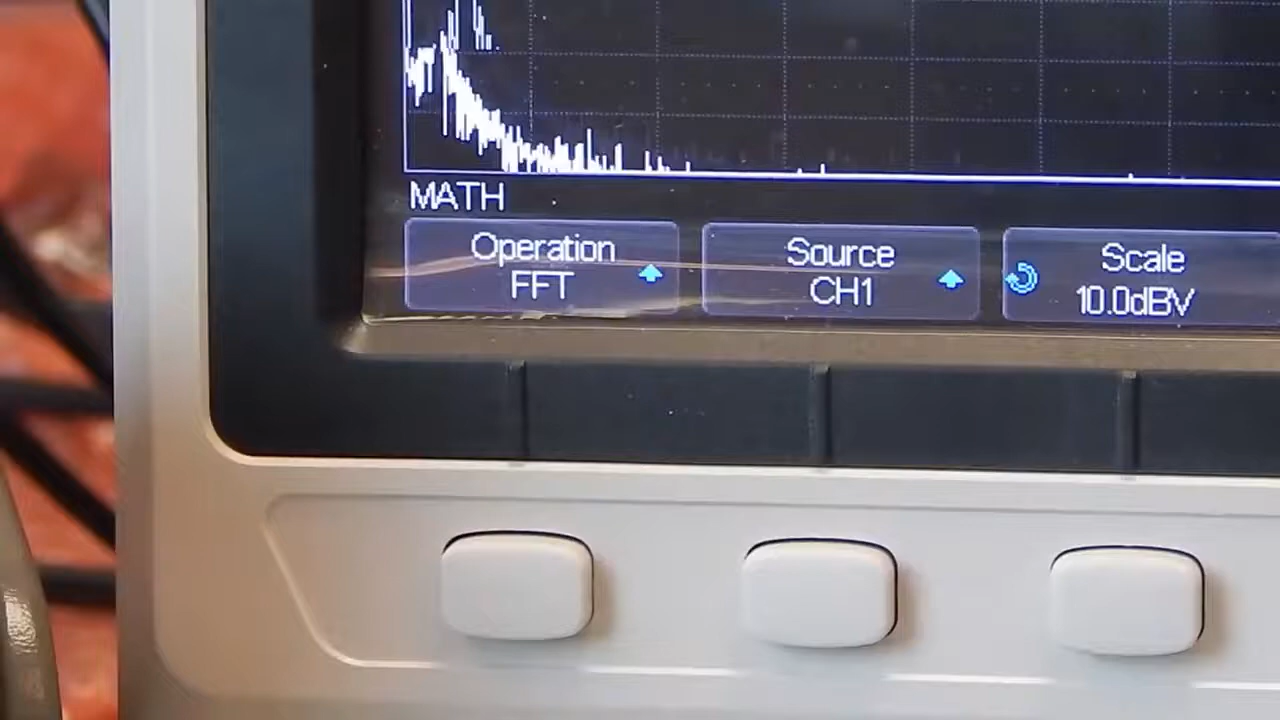 MATH
Operation
FFT
Source
CH1
Scale
10.0dBV